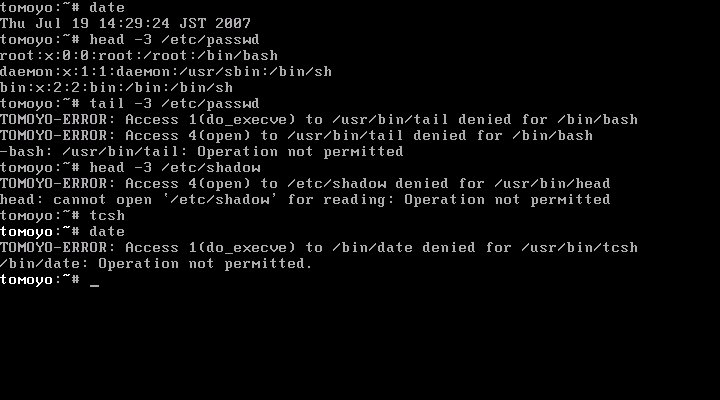 tomoyo:~# date
Thu Jul 19 14:29:24 JST 2007
tomoyo:~# head -3 /etc/passwd
root:x:0:0:root:/root:/bin/bash
daemon:x:1:1:daemon:/usr/sbin:/bin/sh
bin:x:2:2:bin:/bin:/bin/sh
tomoyo:~# tail -3 /etc/passwd
TOMOYO-ERROR: Access 1(do_execve) to /usr/bin/tail denied for /bin/bash
TOMOYO-ERROR: Access 4(open) to /usr/bin/tail denied for /bin/bash
-bash: /usr/bin/tail: Operation not permitted
tomoyo:~# head -3 /etc/shadow
TOMOYO-ERROR: Access 4(open) to /etc/shadow denied for /usr/bin/head
head: cannot open `/etc/shadow' for reading: Operation not permitted
tomoyo:~# tcsh
tomoyo:~# date
TOMOYO-ERROR: Access 1(do_execve) to /bin/date denied for /usr/bin/tcsh
/bin/date: Operation not permitted.
tomoyo:~# _